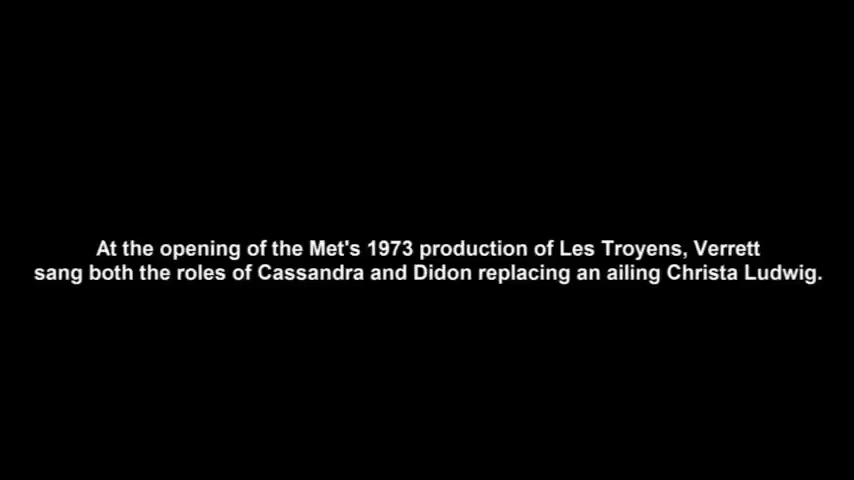 At the opening of the Met's 1973 production of Les Troyens, Verrett
sang both the roles of Cassandra and Didon replacing an ailing Christa Ludwig.